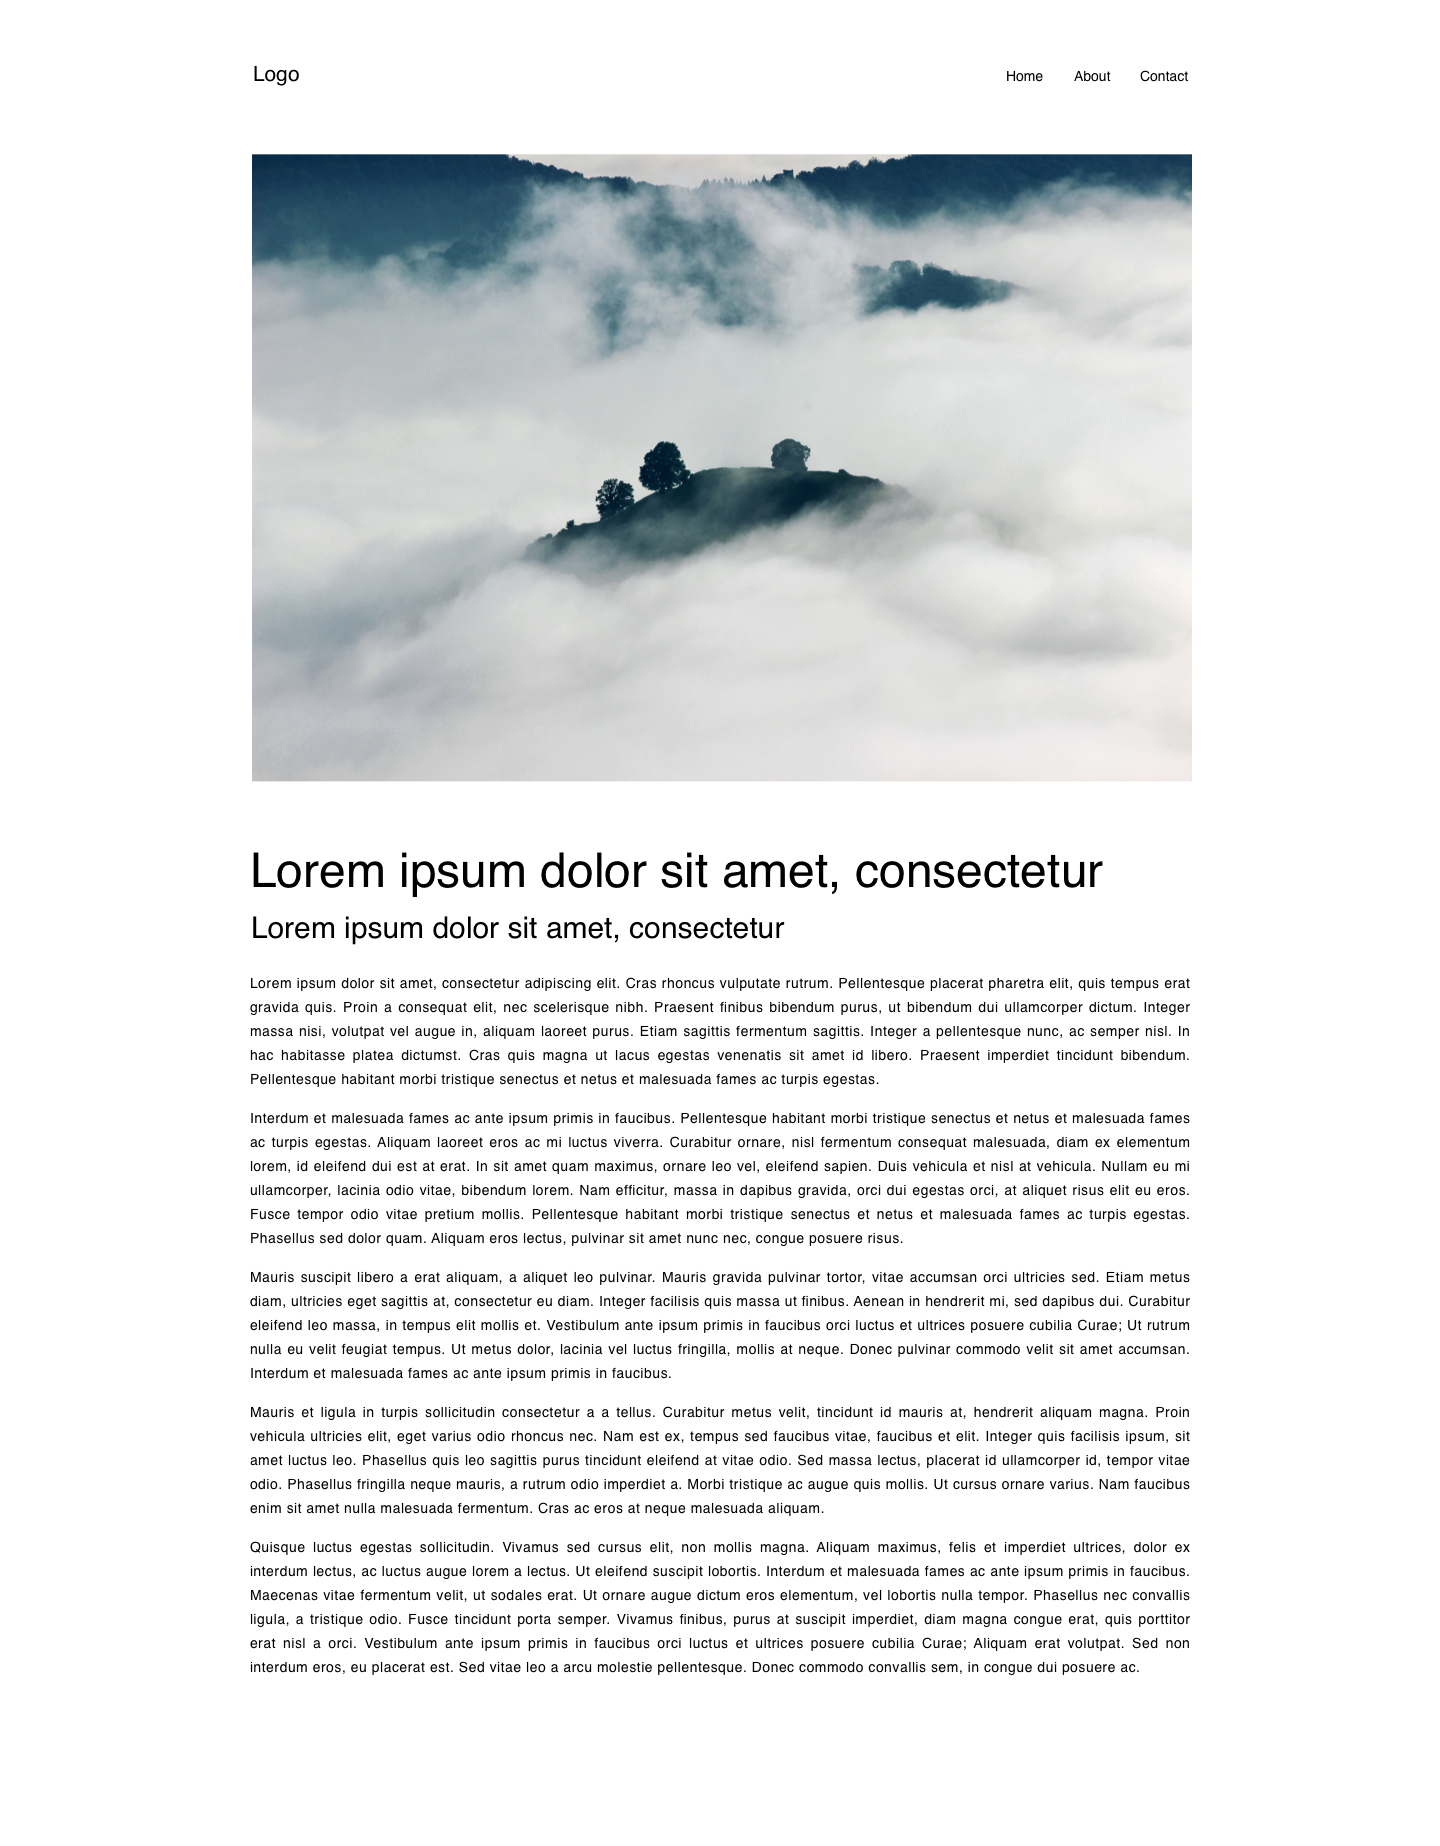 Logo
Home About Contact
Lorem ipsum dolor sit amet, consectetur
Lorem ipsum dolor sit amet, consectetur
Lorem ipsum dolor sit amet, consectetur adipiscing elit. Cras rhoncus vulputate rutrum. Pellentesque placerat pharetra elit, quis tempus erat
gravida quis. Proin a consequat elit, nec scelerisque nibh. Praesent finibus bibendum purus, ut bibendum dui ullamcorper dictum. Integer
massa nisi, volutpat vel augue in, aliquam laoreet purus. Etiam sagittis fermentum sagittis. Integer a pellentesque nunc, ac semper nisl. In
hac habitasse platea dictumst. Cras quis magna ut lacus egestas venenatis sit amet id libero. Praesent imperdiet tincidunt bibendum.
Pellentesque habitant morbi tristique senectus et netus et malesuada fames ac turpis egestas.
Interdum et malesuada fames ac ante ipsum primis in faucibus. Pellentesque habitant morbi tristique senectus et netus et malesuada fames
ac turpis egestas. Aliquam laoreet eros ac mi luctus viverra. Curabitur ornare, nisl fermentum consequat malesuada, diam ex elementum
lorem, id eleifend dui est at erat. In sit amet quam maximus, ornare leo vel, eleifend sapien. Duis vehicula et nisl at vehicula. Nullam eu mi
ullamcorper, lacinia odio vitae, bibendum lorem. Nam efficitur, massa in dapibus gravida, orci dui egestas orci, at aliquet risus elit eu eros.
Fusce tempor odio vitae pretium mollis. Pellentesque habitant morbi tristique senectus et netus et malesuada fames ac turpis egestas.
Phasellus sed dolor quam. Aliquam eros lectus, pulvinar sit amet nunc nec, congue posuere risus.
Mauris suscipit libero a erat aliquam, a aliquet leo pulvinar. Mauris gravida pulvinar tortor, vitae accumsan orci ultricies sed. Etiam metus
diam, ultricies eget sagittis at, consectetur eu diam. Integer facilisis quis massa ut finibus. Aenean in hendrerit mi, sed dapibus dui. Curabitur
eleifend leo massa, in tempus elit mollis et. Vestibulum ante ipsum primis in faucibus orci luctus et ultrices posuere cubilia Curae; Ut rutrum
nulla eu velit feugiat tempus. Ut metus dolor, lacinia vel luctus fringilla, mollis at neque. Donec pulvinar commodo velit sit amet accumsan.
Interdum et malesuada fames ac ante ipsum primis in faucibus.
Mauris et ligula in turpis sollicitudin consectetur a a tellus. Curabitur metus velit, tincidunt id mauris at, hendrerit aliquam magna. Proin
vehicula ultricies elit, eget varius odio rhoncus nec. Nam est ex, tempus sed faucibus vitae, faucibus et elit. Integer quis facilisis ipsum, sit
amet luctus leo. Phasellus quis leo sagittis purus tincidunt eleifend at vitae odio. Sed massa lectus, placerat id ullamcorper id, tempor vitae
odio. Phasellus fringilla neque mauris, a rutrum odio imperdiet a. Morbi tristique ac augue quis mollis. Ut cursus ornare varius. Nam faucibus
enim sit amet nulla malesuada fermentum. Cras ac eros at neque malesuada aliquam.
Quisque luctus egestas sollicitudin. Vivamus sed cursus elit, non mollis magna. Aliquam maximus, felis et imperdiet ultrices, dolor ex
interdum lectus, ac luctus augue lorem a lectus. Ut eleifend suscipit lobortis. Interdum et malesuada fames ac ante ipsum primis in faucibus.
Maecenas vitae fermentum velit, ut sodales erat. Ut ornare augue dictum eros elementum, vel lobortis nulla tempor. Phasellus nec convallis
ligula, a tristique odio. Fusce tincidunt porta semper. Vivamus finibus, purus at suscipit imperdiet, diam magna congue erat, quis porttitor
erat nisl a orci. Vestibulum ante ipsum primis in faucibus orci luctus et ultrices posuere cubilia Curae; Aliquam erat volutpat. Sed non
interdum eros, eu placerat est. Sed vitae leo a arcu molestie pellentesque. Donec commodo convallis sem, in congue dui posuere ac.